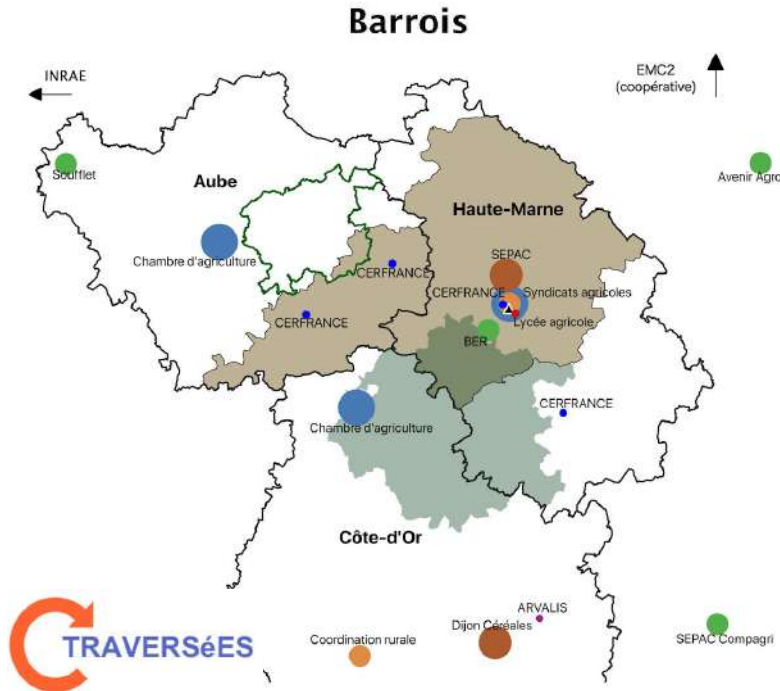 Barrois
INRAE
EMC2
(coopérative)
Soufflet
Avenir Agro
Aube
Haute-Marne
Chambre d'agriculture
SEPAC
CERFRANCE
CERFRANCE
Syndicats agricoles
CERFRANCE
Lycée agricole
BER
CERFRANCE
Chambre d'agriculture
Côte-d'Or
ARVALIS
Dijon Céréales
Coordination rurale
SEPAC Compagri
TRAVERSéES